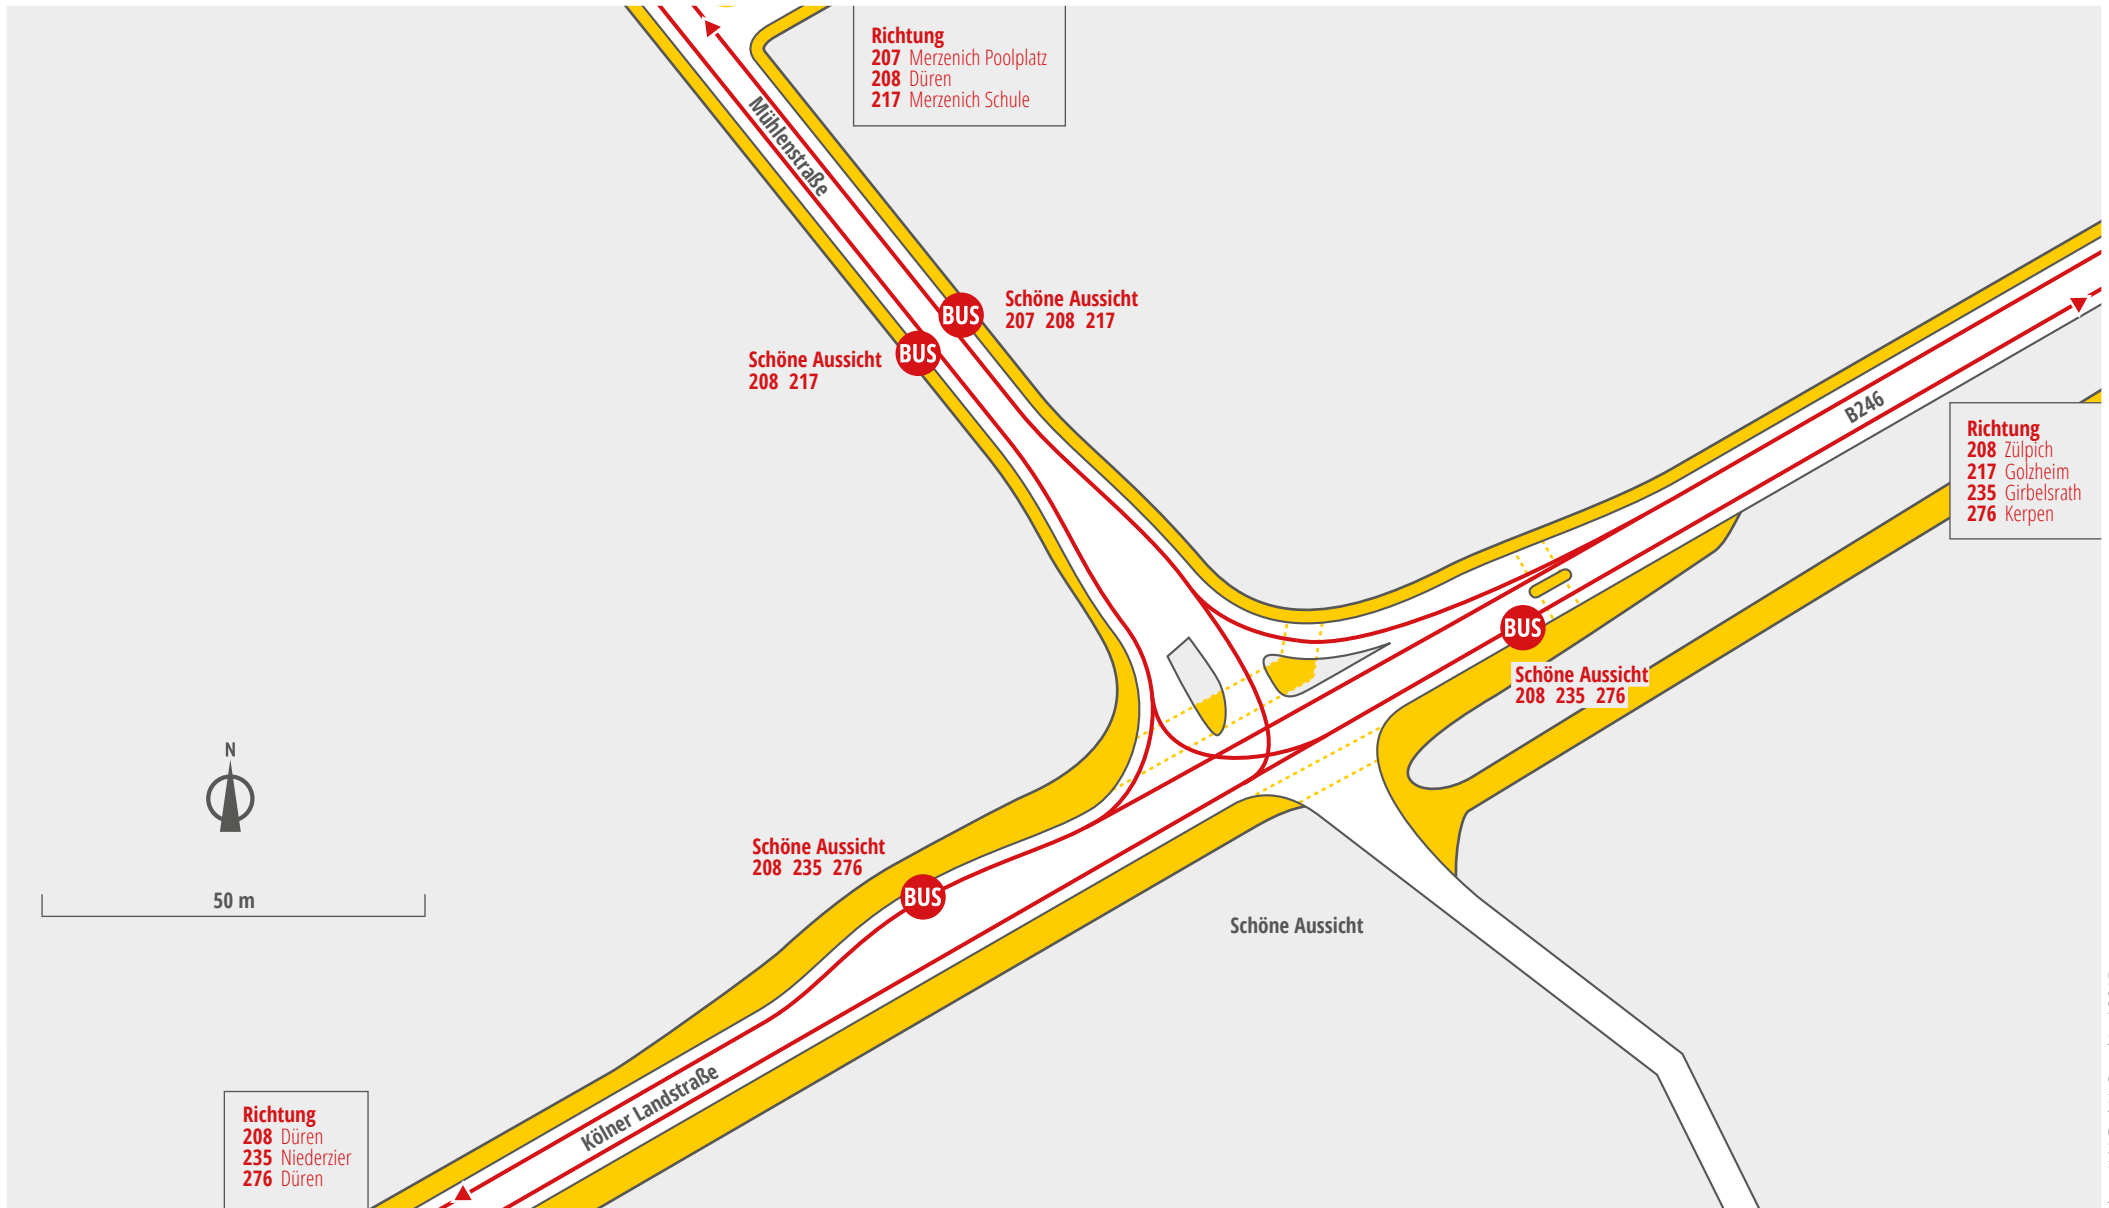 Richtung
207 Merzenich Poolplatz
208 Düren
217 Merzenich Schule
Mühlenstraße
BUS
Schöne Aussicht
207 208 217
BUS
Schöne Aussicht
208 217
B246
Richtung
208 Zülpich
217 Golzheim
235 Girbelsrath
276 Kerpen
BUS
Schöne Aussicht
208 235 276
N
50 m
Schöne Aussicht
208 235 276
BUS
Schöne Aussicht
Kölner Landstraße
Richtung
208 Düren
235 Niederzier
276 Düren